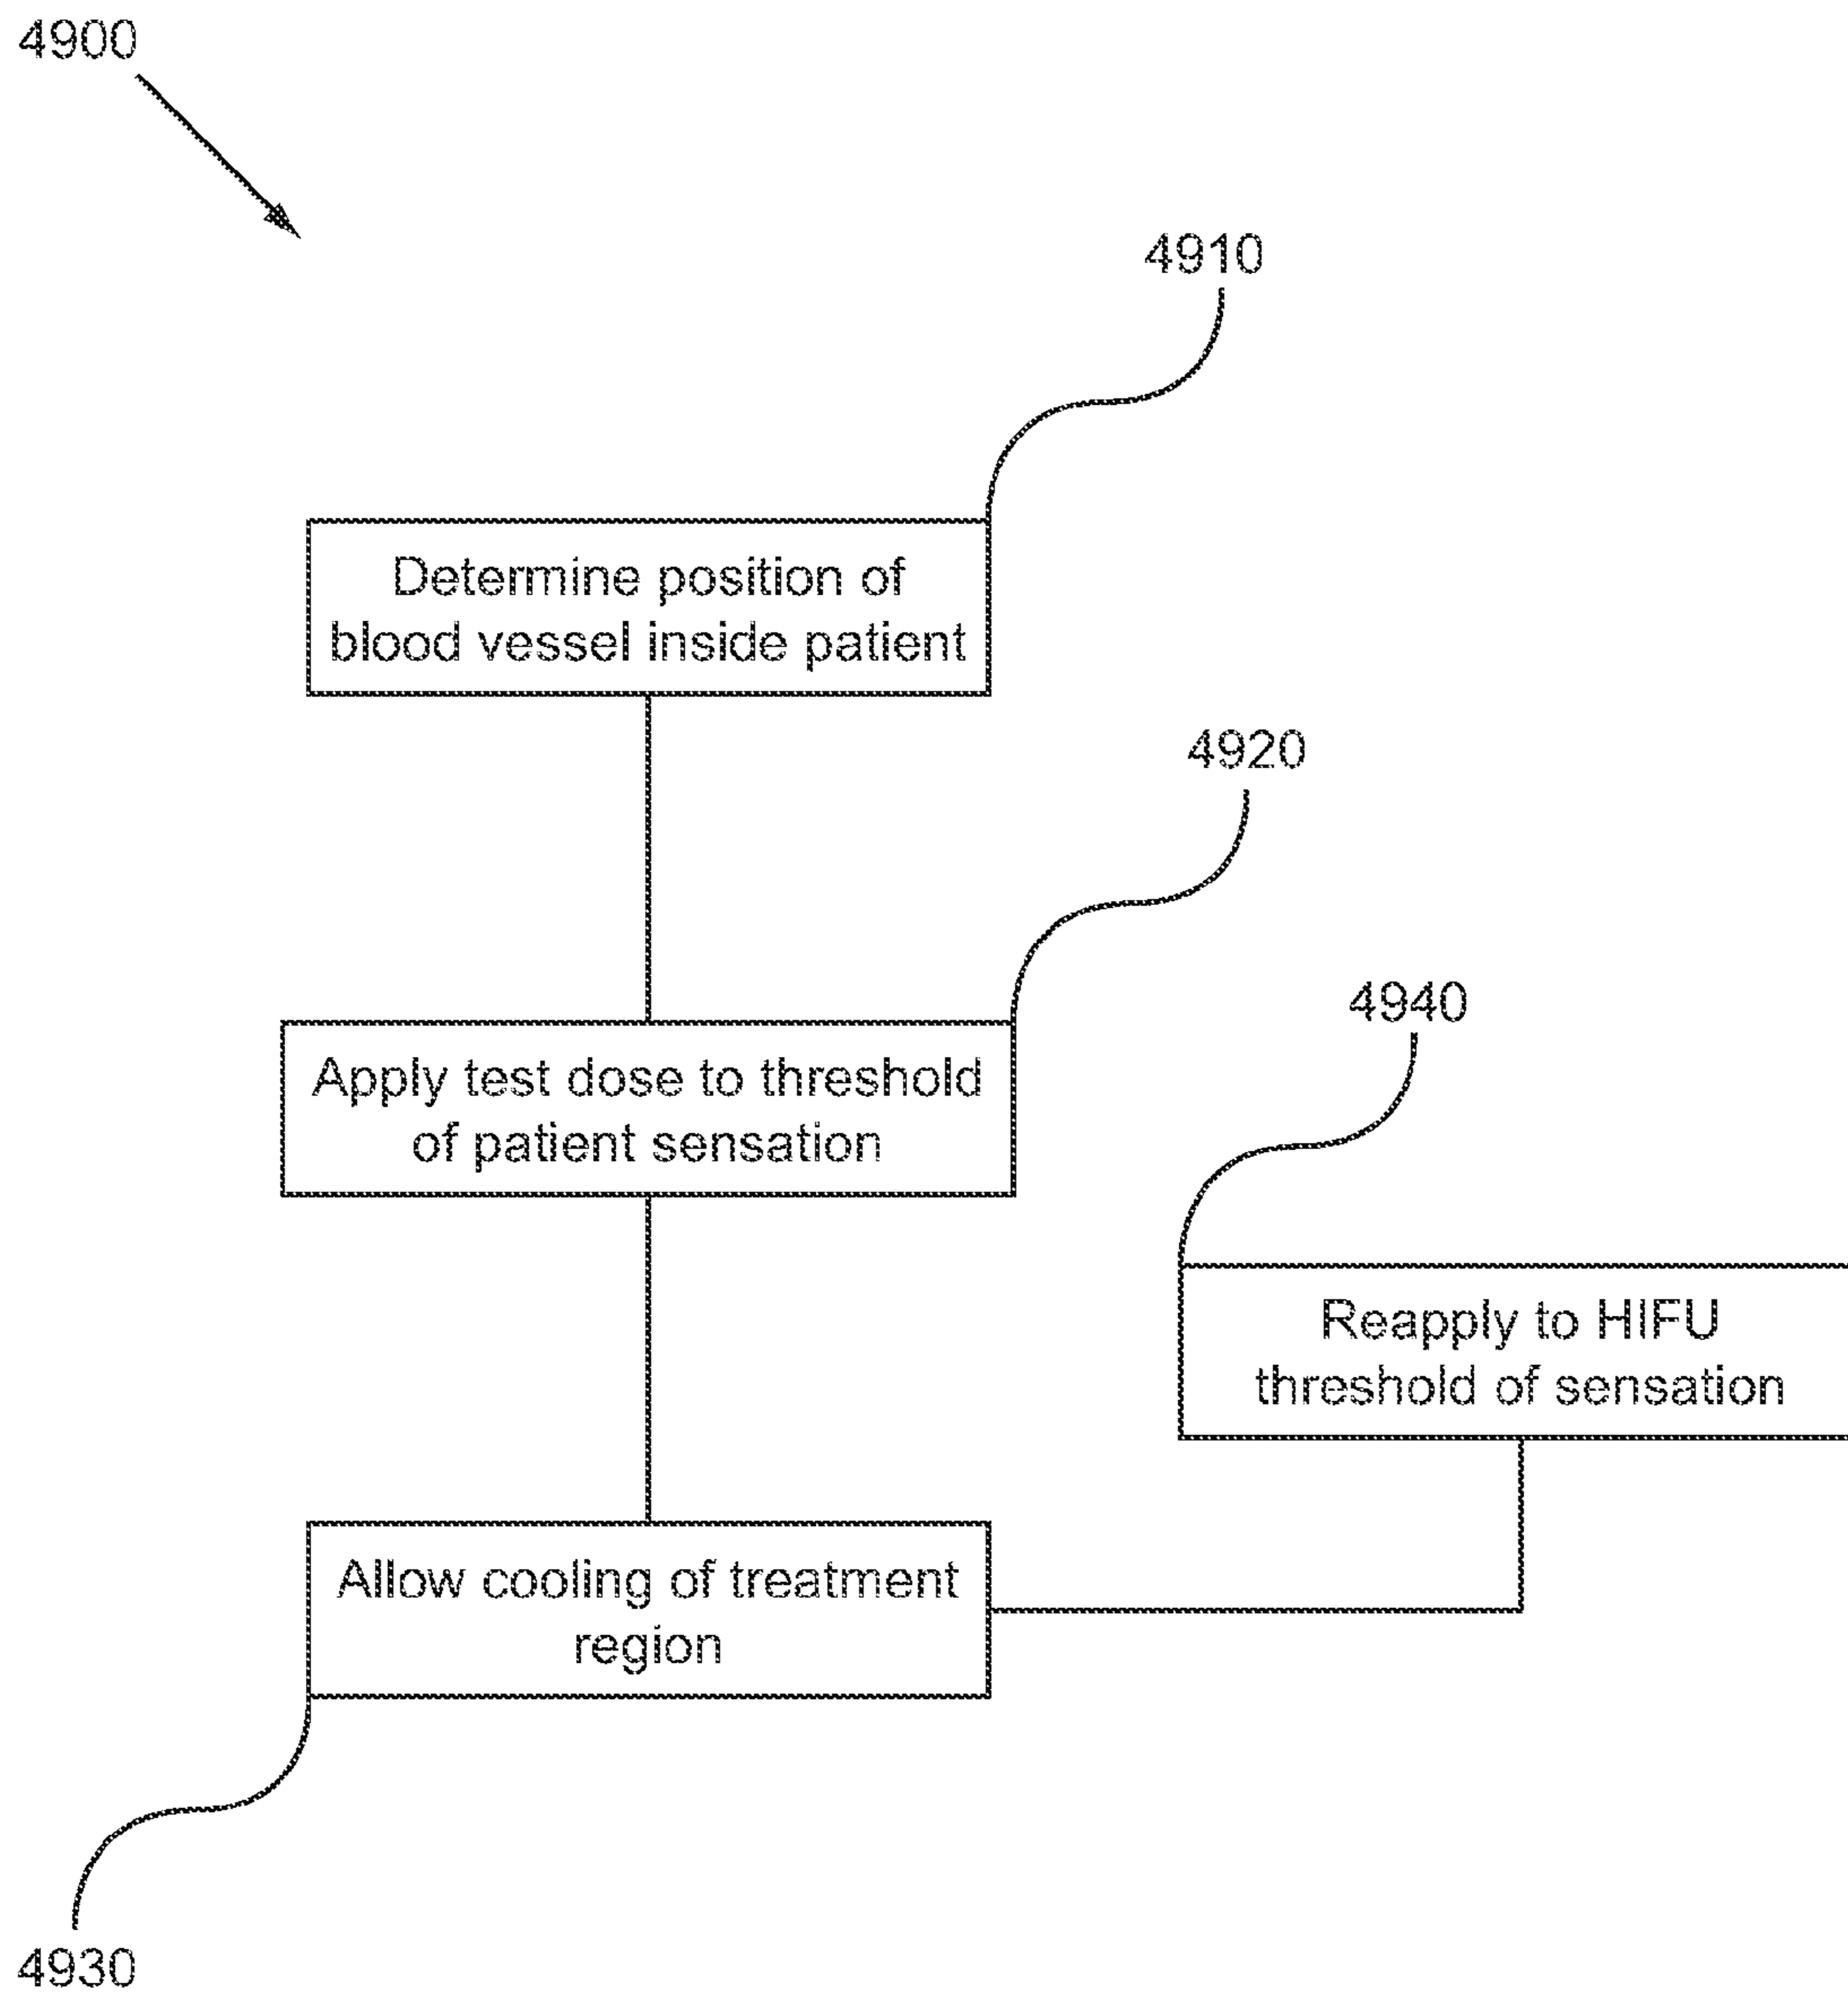 4900
4910
Determine position of
blood vessel inside patient
4920
Apply test dose to threshold
of patient sensation
4940
Reapply to HIFU
threshold of sensation
Allow cooling of treatment
region
4930